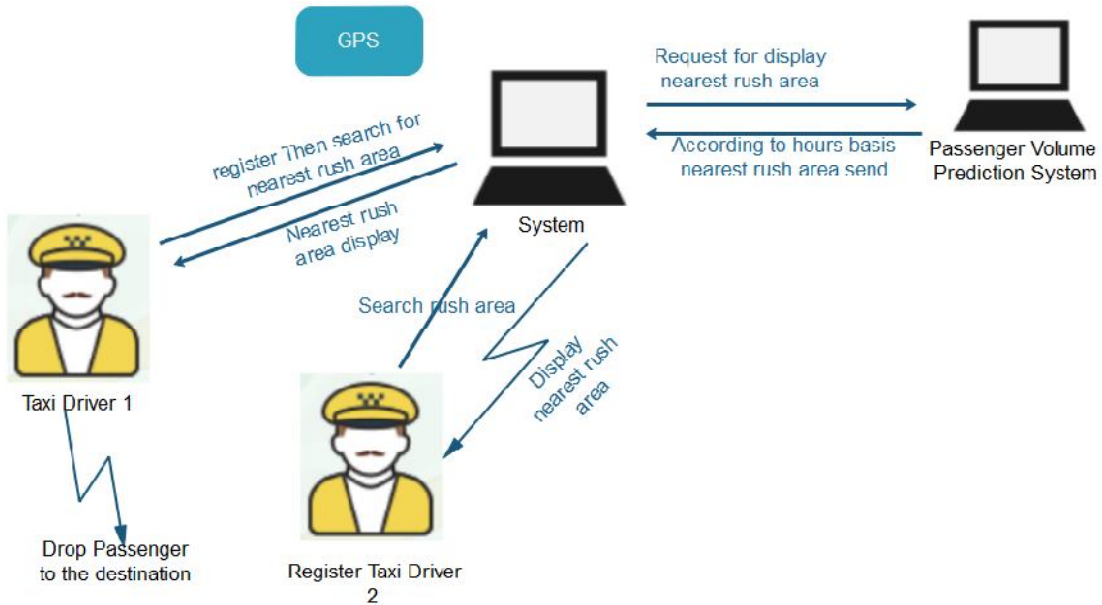 GPS
Request for display
nearest rush area
register Then search for
nearest rush area
According to hours basis
nearest rush area send
Passenger Volume
Prediction System
Nearest rush
area display
System
Search rush area
Display
nearest rush
area
Taxi Driver 1
Drop Passenger
to the destination
Register Taxi Driver
2